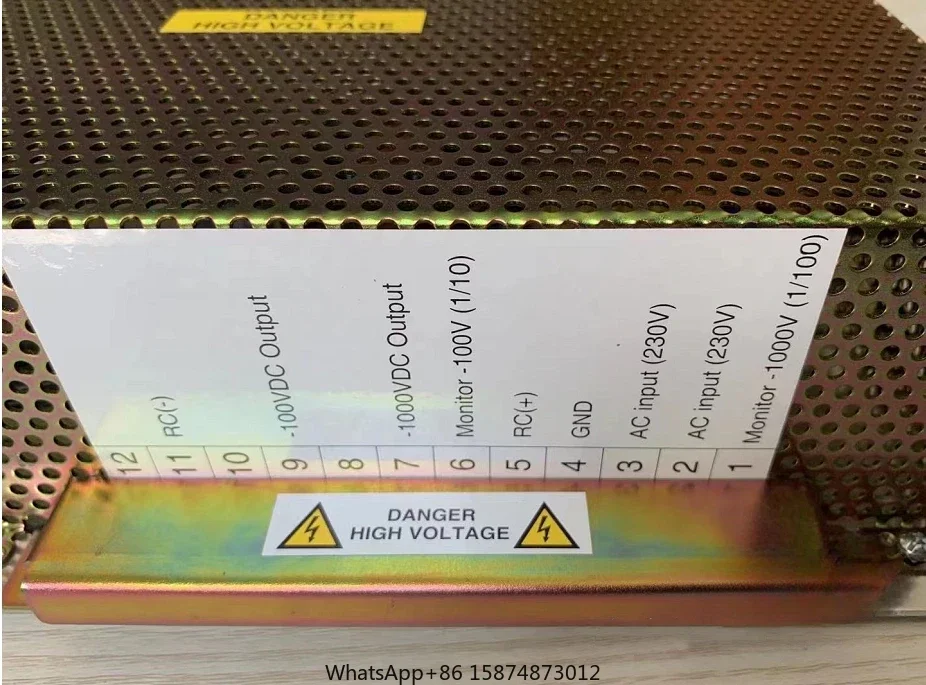 DANGER
HIGH VOLTAGE
RC(-)
-100VDC Output
-1000VDC Output
Monitor -100V (1/10)
RC(+)
GND
AC input (230V)
AC input (230V)
Monitor -1000V (1/100)
12 11 10 9 8 7 6 5 4 3 2 1
DANGER
HIGH VOLTAGE
WhatsApp+86 15874873012